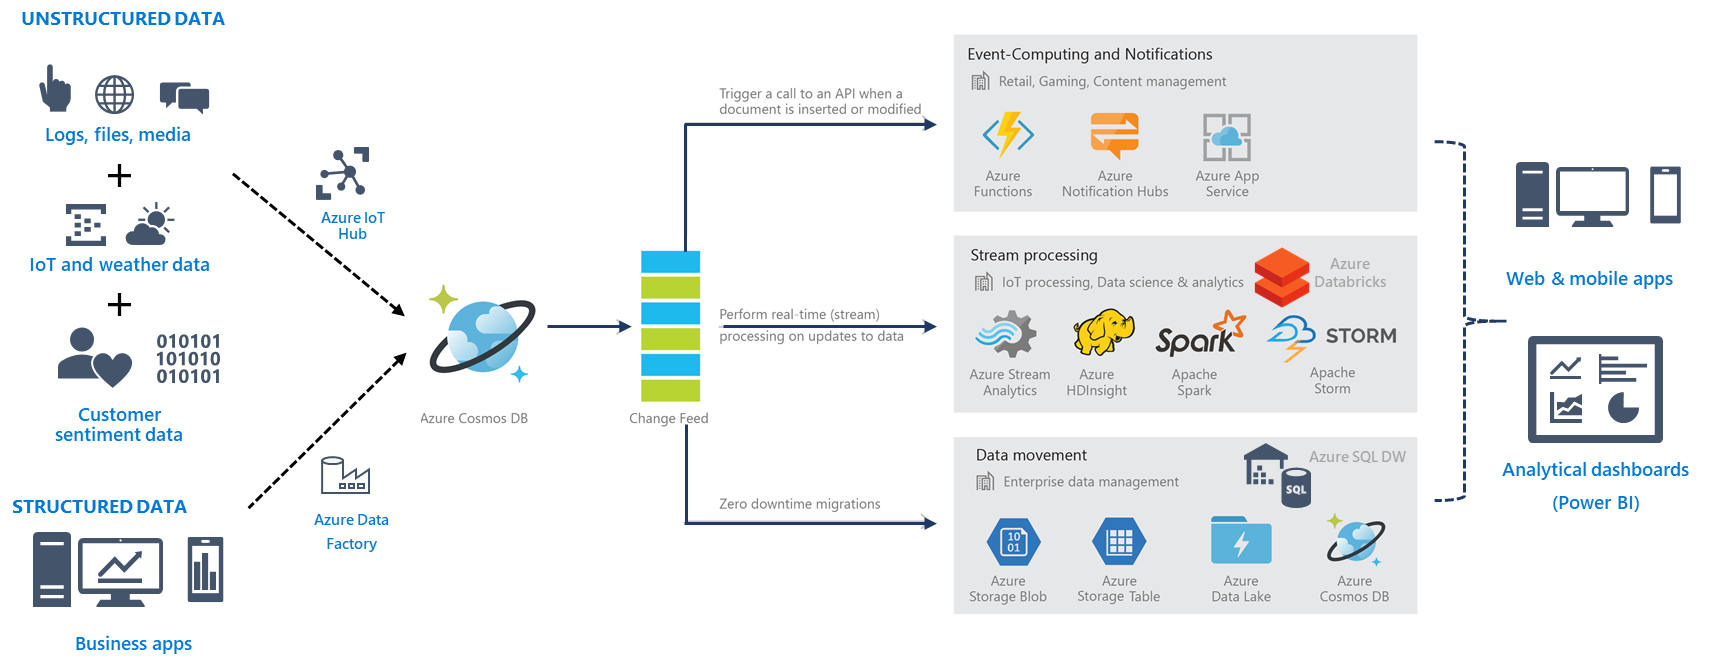 UNSTRUCTURED DATA
Logs, files, media
+
IoT and weather data
+
010101
101010
010101
Customer
sentiment data
STRUCTURED DATA
Business apps
Azure IoT
Hub
Azure Data
Factory
Azure Cosmos DB
Change Feed
Trigger a call to an API when a
document is inserted or modified
Perform real-time (stream)
processing on updates to data
Zero downtime migrations
Event-Computing and Notifications
Retail, Gaming, Content management
Azure
Functions
Azure
Notification Hubs
Azure App
Service
Stream processing
IoT processing, Data science & analytics
Azure
Databricks
Spark
STORM
Azure Stream
Analytics
Azure
HDInsight
Apache
Spark
Apache
Storm
Data movement
Enterprise data management
SQL
Azure SQL DW
10
01
Azure
Storage Blob
Azure
Storage Table
Azure
Data Lake
Azure
Cosmos DB
Web & mobile apps
Analytical dashboards
(Power BI)